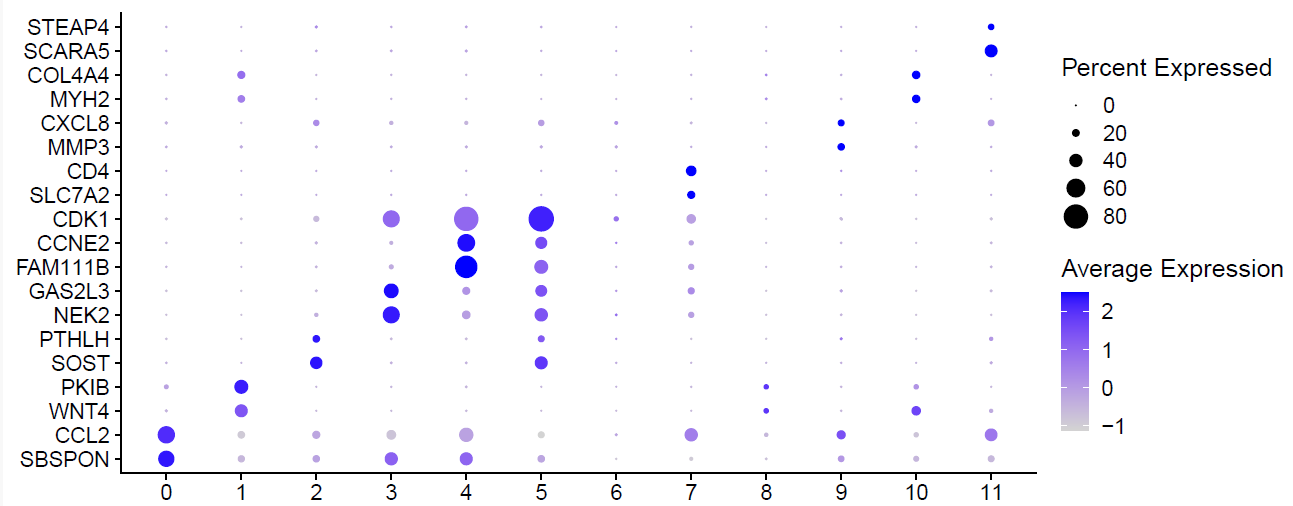 STEAP4
SCARA5
COL4A4
MYH2
CXCL8
MMP3
CD4
SLC7A2
CDK1
CCNE2
FAM111B
GAS2L3
NEK2
PTHLH
SOST
PKIB
WNT4
CCL2
SBSPON
0 1 2 3 4 5 6 7 8 9 10 11
Percent Expressed
0
20
40
60
80
Average Expression
2
1
0
−1